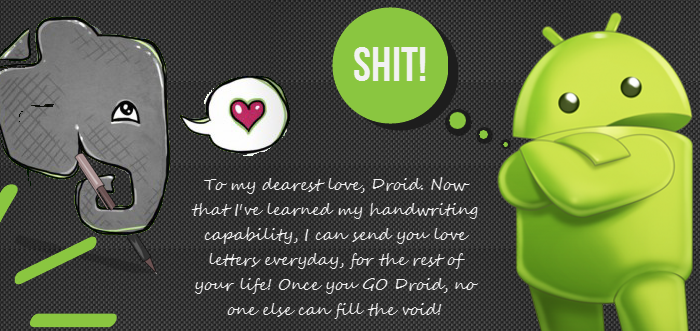 SHIT!
To my dearest love, Droid. Now
that I've learned my handwriting
capability, I can send you love
letters everyday, for the rest of
your life! Once you GO Droid, no
one else can fill the void!